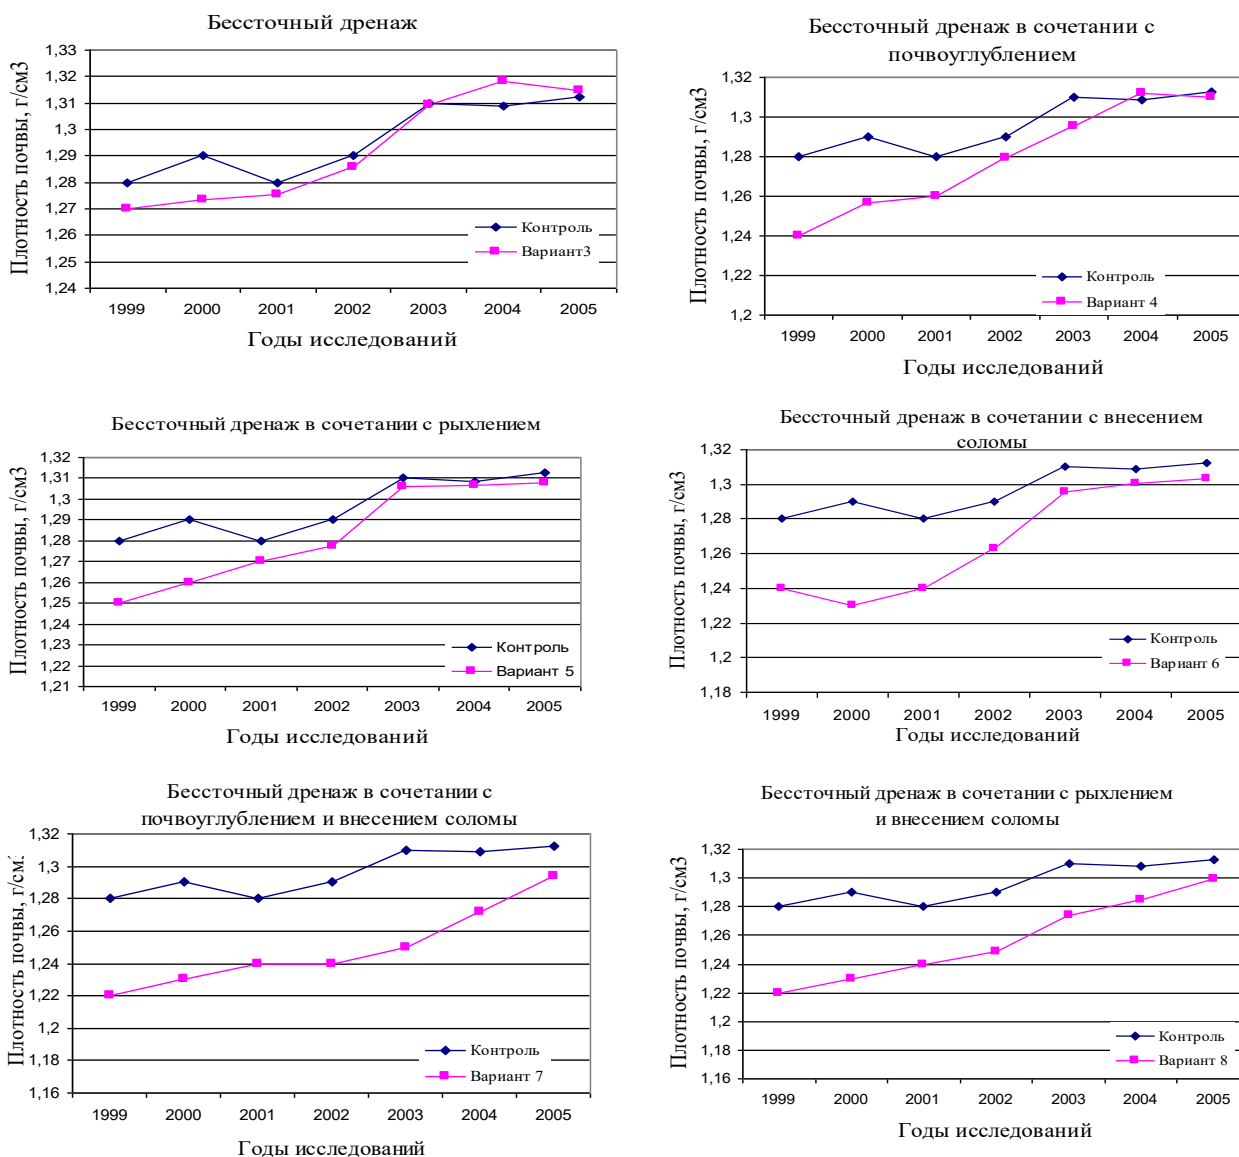 Бессточный дренаж
Плотность почвы, г/см3
1,33
1,32
1,31
1,3
1,29
1,28
1,27
1,26
1,25
1,24
Контроль
Вариант3
1999 2000 2001 2002 2003 2004 2005
Годы исследований
Бессточный дренаж в сочетании с
почвоуглублением
Плотность почвы, г/см3
1,32
1,3
1,28
1,26
1,24
1,22
1,2
Контроль
Вариант 4
1999 2000 2001 2002 2003 2004 2005
Годы исследований
Бессточный дренаж в сочетании с рыхлением
Плотность почвы, г/см3
1,32
1,31
1,3
1,29
1,28
1,27
1,26
1,25
1,24
1,23
1,22
1,21
Контроль
Вариант 5
1999 2000 2001 2002 2003 2004 2005
Годы исследований
Бессточный дренаж в сочетании с внесением
соломы
Плотность почвы, г/см3
1,32
1,3
1,28
1,26
1,24
1,22
1,2
1,18
Контроль
Вариант 6
1999 2000 2001 2002 2003 2004 2005
Годы исследований
Бессточный дренаж в сочетании с
почвоуглублением и внесением соломы
Плотность почвы, г/см
1,32
1,3
1,28
1,26
1,24
1,22
1,2
1,18
1,16
Контроль
Вариант 7
1999 2000 2001 2002 2003 2004 2005
Годы исследований
Бессточный дренаж в сочетании с рыхлением
и внесением соломы
Плотность почвы, г/см3
1,32
1,3
1,28
1,26
1,24
1,22
1,2
1,18
1,16
Контроль
Вариант 8
1999 2000 2001 2002 2003 2004 2005
Годы исследований